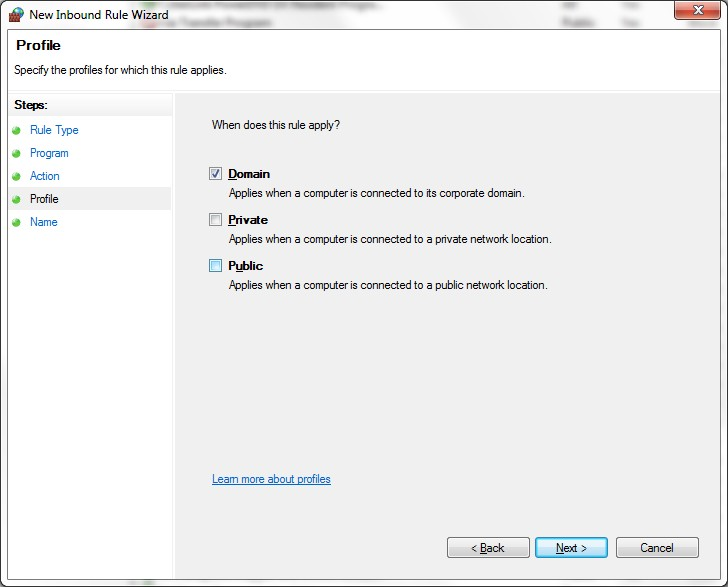 New Inbound Rule Wizard
Profile
Specify the profiles for which this rule applies.
Steps:
Rule Type
Program
Action
Profile
Name
When does this rule apply?
Domain
Applies when a computer is connected to its corporate domain.
Private
Applies when a computer is connected to a private network location.
Public
Applies when a computer is connected to a public network location.
Learn more about profiles
< Back
Next >
Cancel